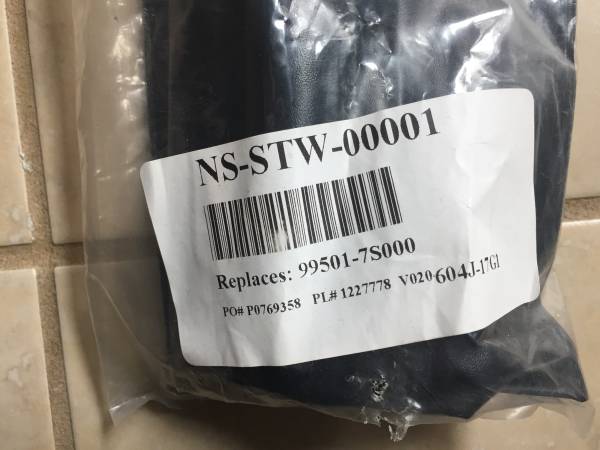 NS-STW-00001
Replaces: 99501-7S000
PO# P0769358 PL# 1227778 V020-604J-17G1